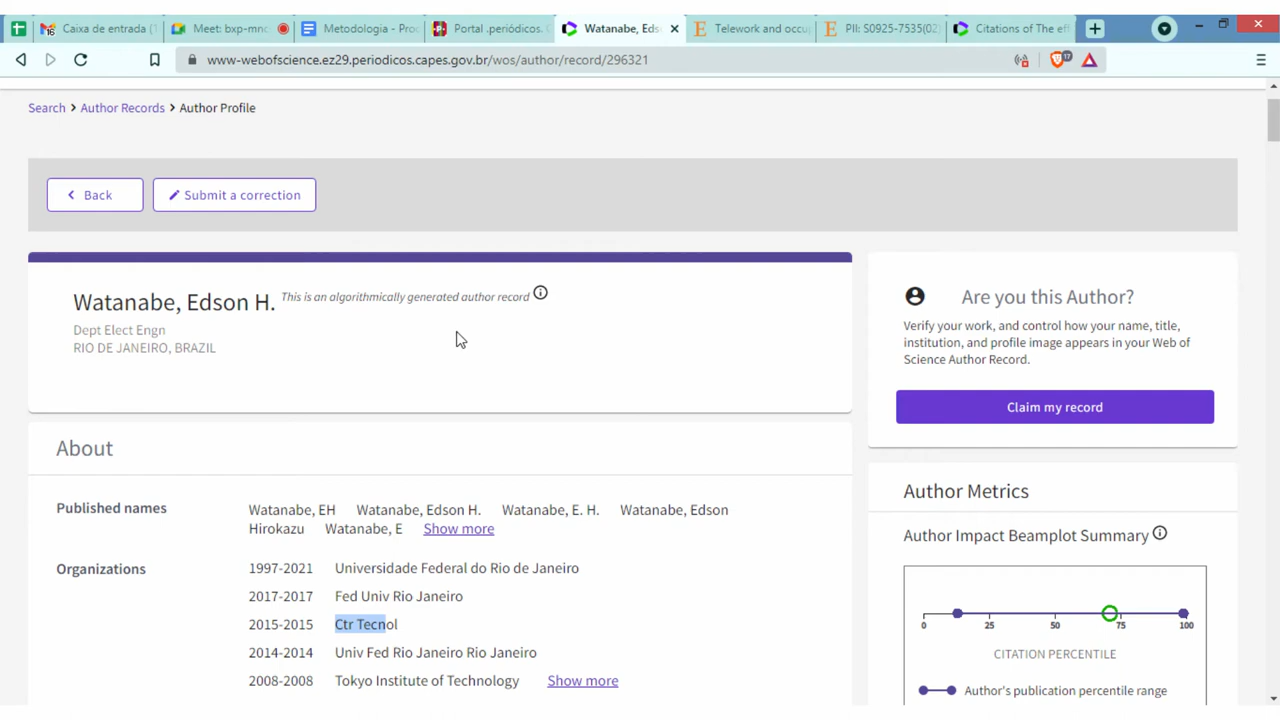 Caixa de entrada (1
Meet: bxp-mnc
Metodologia - Proc
Portal .periódicos. C
Watanabe, Eds
Telework and occu
PII: S0925-7535(02)
Citations of The eff
www-webofscience.ez29.periodicos.capes.gov.br/wos/author/record/296321
Search > Author Records > Author Profile
Back
Submit a correction
Watanabe, Edson H. This is an algorithmically generated author record
Dept Elect Engn
RIO DE JANEIRO, BRAZIL
Are you this Author?
Verify your work, and control how your name, title,
institution, and profile image appears in your Web of
Science Author Record.
Claim my record
About
Published names
Watanabe, EH Watanabe, Edson H. Watanabe, E. H. Watanabe, Edson
Hirokazu Watanabe, E Show more
Organizations
1997-2021 Universidade Federal do Rio de Janeiro
2017-2017 Fed Univ Rio Janeiro
2015-2015 Ctr Tecnol
2014-2014 Univ Fed Rio Janeiro Rio Janeiro
2008-2008 Tokyo Institute of Technology Show more
Author Metrics
Author Impact Beamplot Summary
0 25 50 75 100
CITATION PERCENTILE
Author's publication percentile range